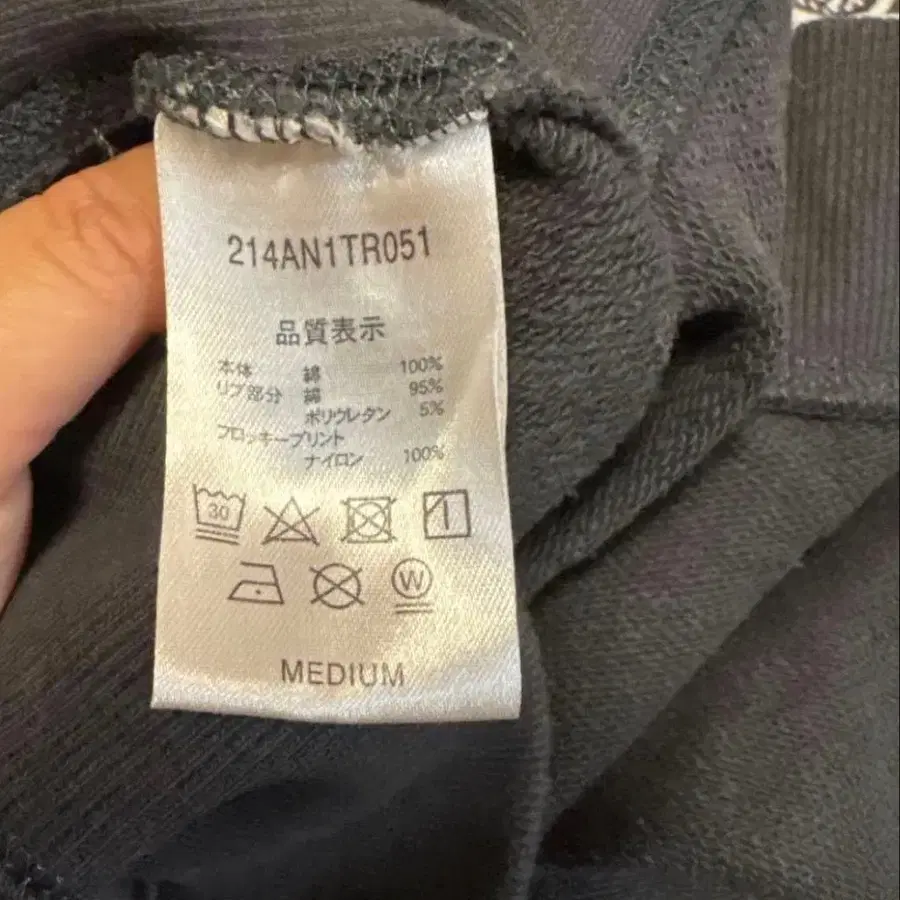 214AN1TR051
品質表示
本体 綿 100%
リブ部分 綿 95%
ポリウレタン 5%
フロッキープリント
ナイロン 100%
30
W
MEDIUM